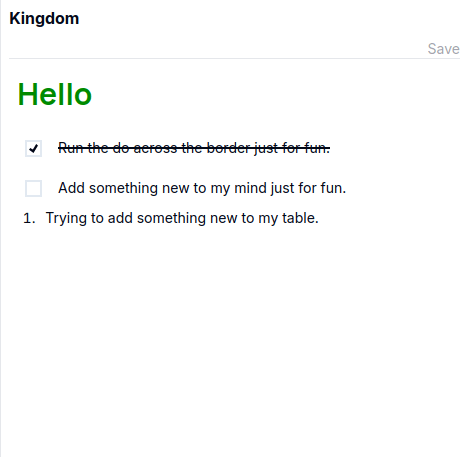 Kingdom
Save
Hello
Run the do across the border just for fun.
Add something new to my mind just for fun.
1. Trying to add something new to my table.